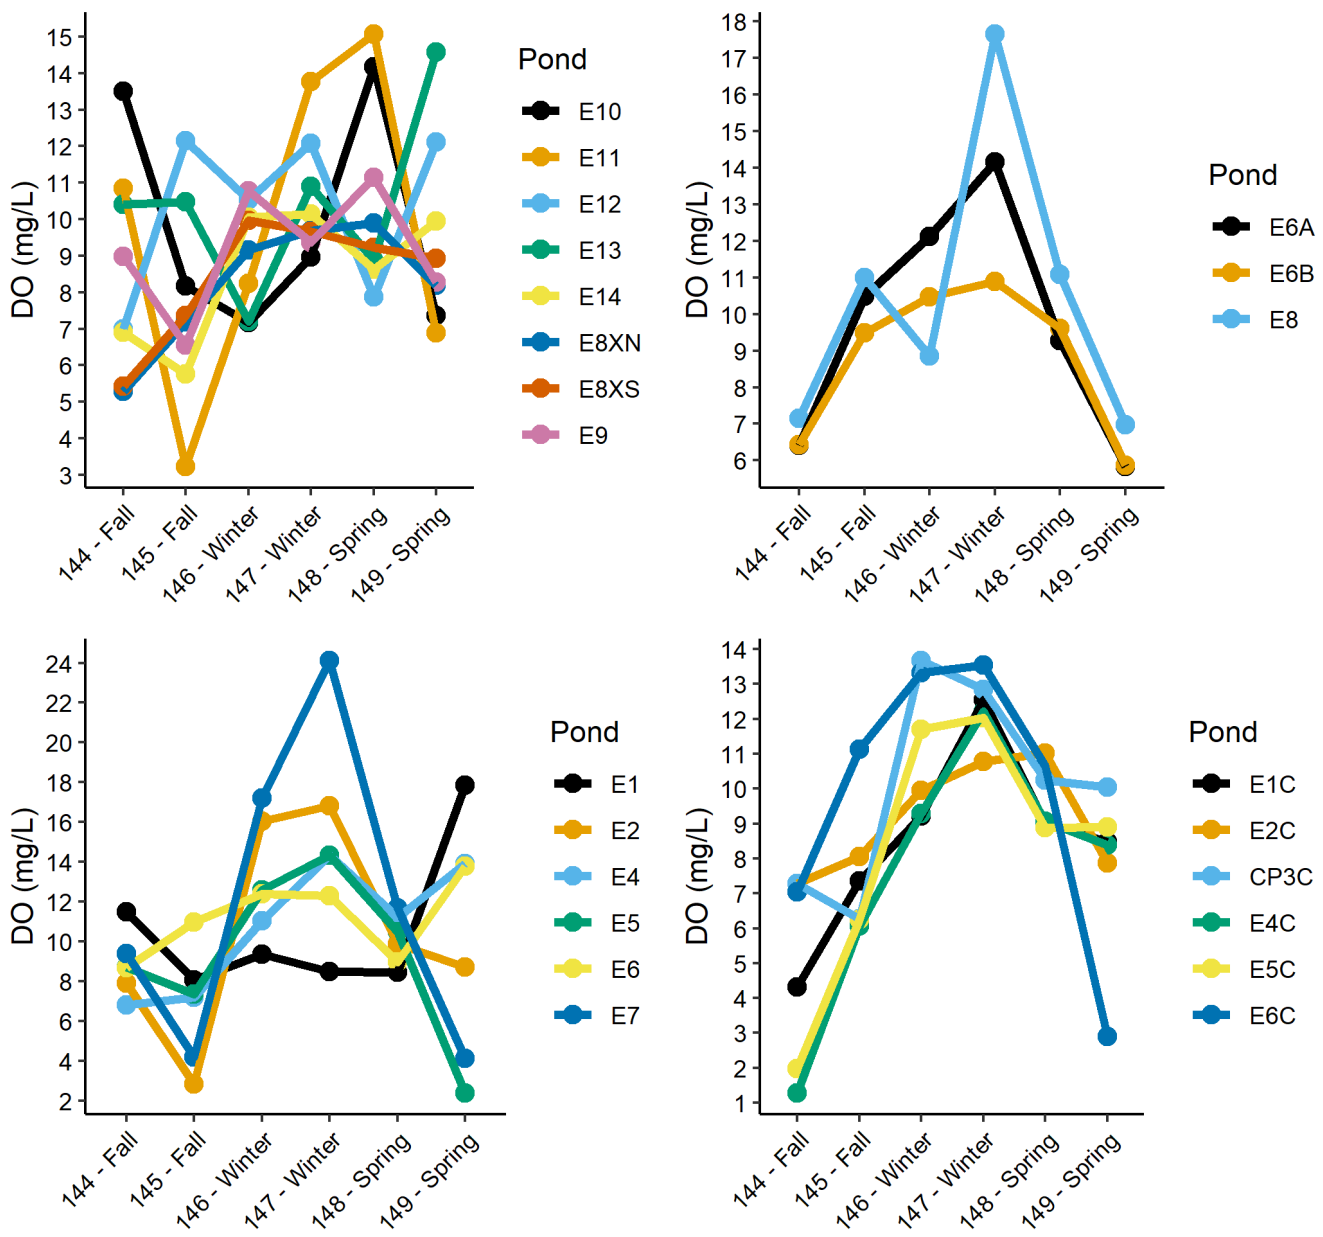 DO (mg/L)
15
14
13
12
11
10
9
8
7
6
5
4
3
144 - Fall
145 - Fall
146 - Winter
147 - Winter
148 - Spring
149 - Spring
Pond
E10
E11
E12
E13
E14
E8XN
E8XS
E9
DO (mg/L)
18
17
16
15
14
13
12
11
10
9
8
7
6
144 - Fall
145 - Fall
146 - Winter
147 - Winter
148 - Spring
149 - Spring
Pond
E6A
E6B
E8
DO (mg/L)
24
22
20
18
16
14
12
10
8
6
4
2
144 - Fall
145 - Fall
146 - Winter
147 - Winter
148 - Spring
149 - Spring
Pond
E1
E2
E4
E5
E6
E7
DO (mg/L)
14
13
12
11
10
9
8
7
6
5
4
3
2
1
144 - Fall
145 - Fall
146 - Winter
147 - Winter
148 - Spring
149 - Spring
Pond
E1C
E2C
CP3C
E4C
E5C
E6C